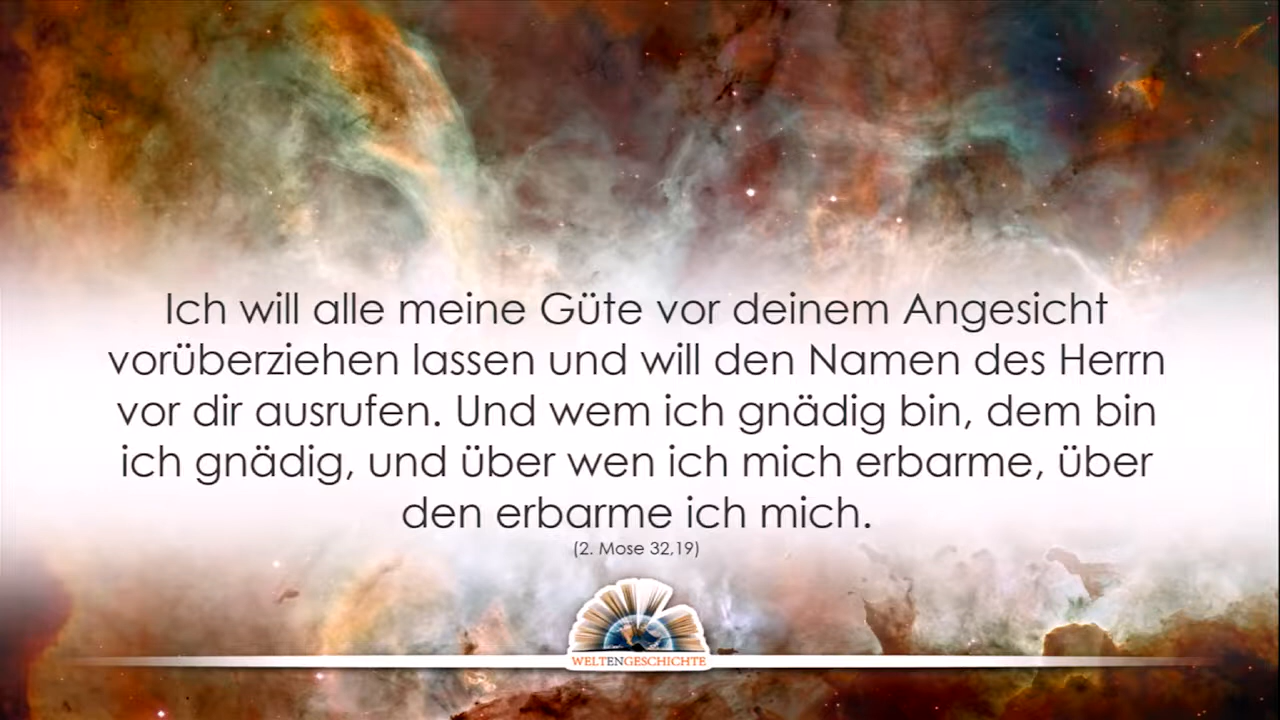 Ich will alle meine Güte vor deinem Angesicht
vorüberziehen lassen und will den Namen des Herrn
vor dir ausrufen. Und wem ich gnädig bin, dem bin
ich gnädig, und über wen ich mich erbarme, über
den erbarme ich mich.
(2. Mose 32,19)
WELTENGESCHICHTE